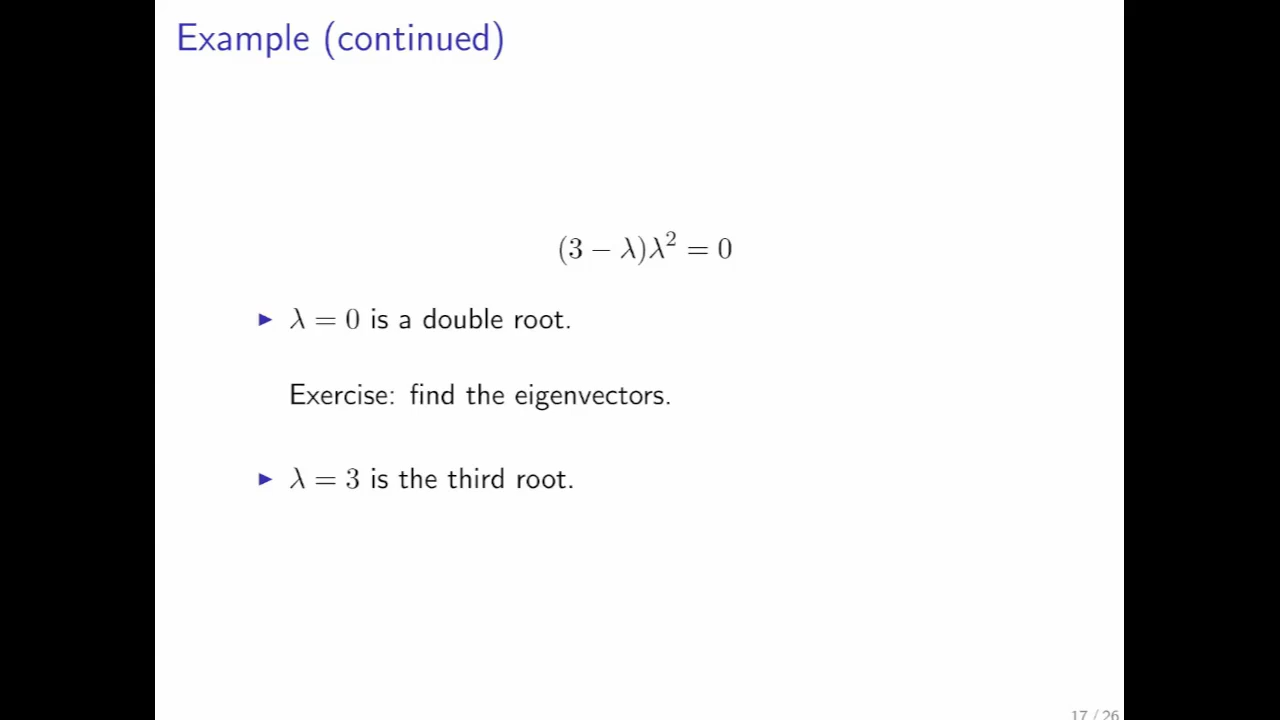 Example (continued)
(3 − λ)λ² = 0
▶ λ = 0 is a double root.
Exercise: find the eigenvectors.
▶ λ = 3 is the third root.
17 / 26